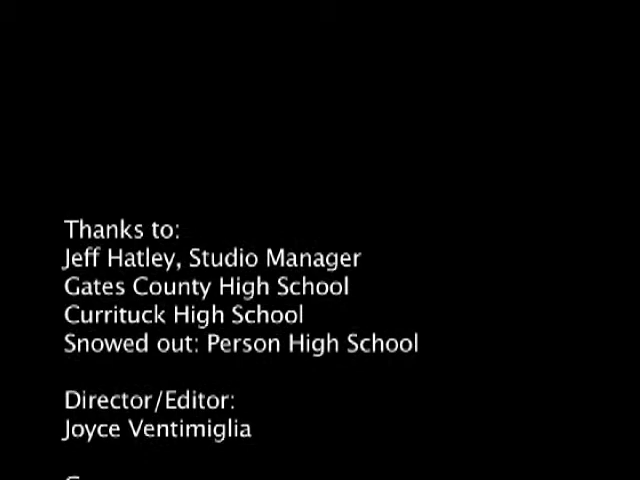 Thanks to:
Jeff Hatley, Studio Manager
Gates County High School
Currituck High School
Snowed out: Person High School
Director/Editor:
Joyce Ventimiglia